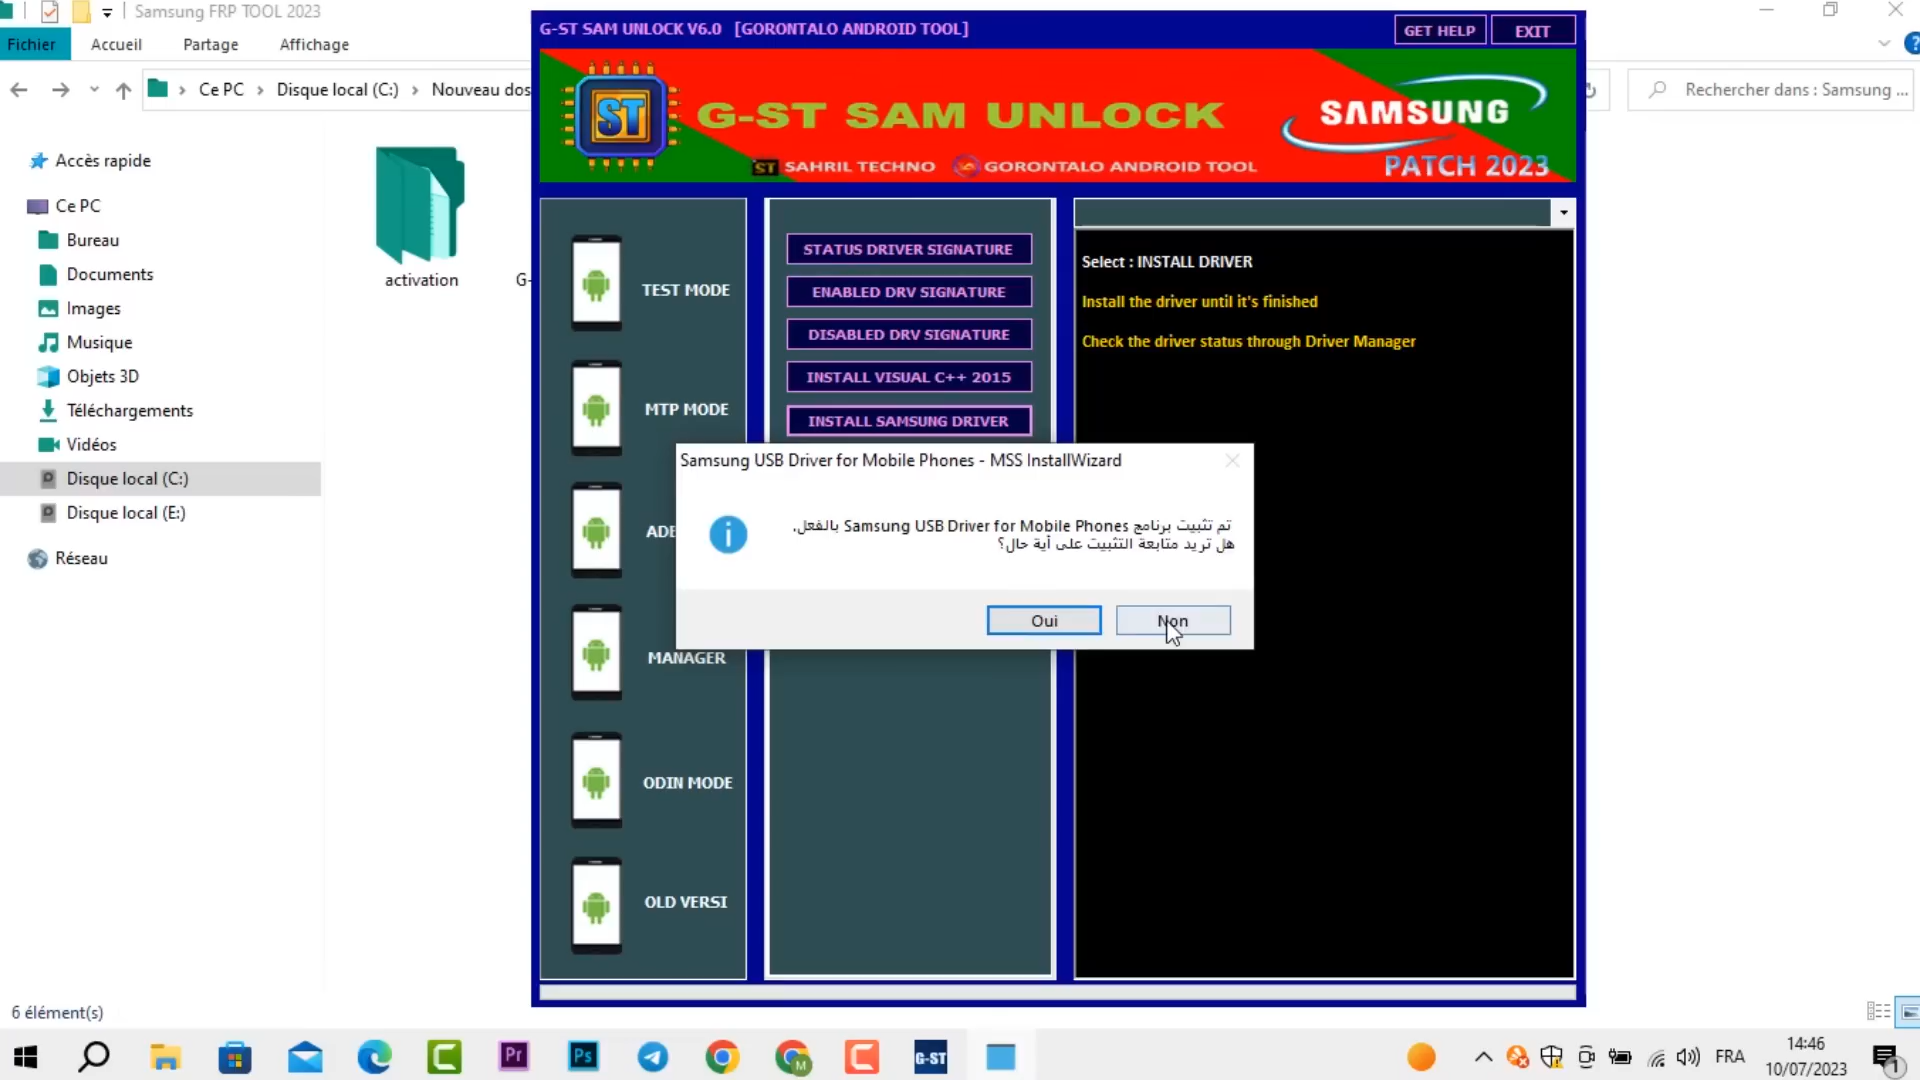 Samsung FRP TOOL 2023
Fichier
Accueil
Partage
Affichage
Ce PC
Disque local (C:)
Nouveau dos
Rechercher dans : Samsung ...
Accès rapide
Ce PC
Bureau
Documents
Images
Musique
Objets 3D
Téléchargements
Vidéos
Disque local (C:)
Disque local (E:)
Réseau
activation
G-
6 élément(s)
G-ST SAM UNLOCK V6.0 [GORONTALO ANDROID TOOL]
GET HELP
EXIT
ST
G-ST SAM UNLOCK
SAMSUNG
ST SAHRIL TECHNO
GORONTALO ANDROID TOOL
PATCH 2023
TEST MODE
MTP MODE
ADB
MANAGER
ODIN MODE
OLD VERSI
STATUS DRIVER SIGNATURE
ENABLED DRV SIGNATURE
DISABLED DRV SIGNATURE
INSTALL VISUAL C++ 2015
INSTALL SAMSUNG DRIVER
Select : INSTALL DRIVER
Install the driver until it's finished
Check the driver status through Driver Manager
Samsung USB Driver for Mobile Phones - MSS InstallWizard
تم تثبيت برنامج Samsung USB Driver for Mobile Phones بالفعل.
هل تريد متابعة التثبيت على أية حال؟
Oui
Non
Pr
Ps
M
G-ST
FRA
14:46
10/07/2023
1